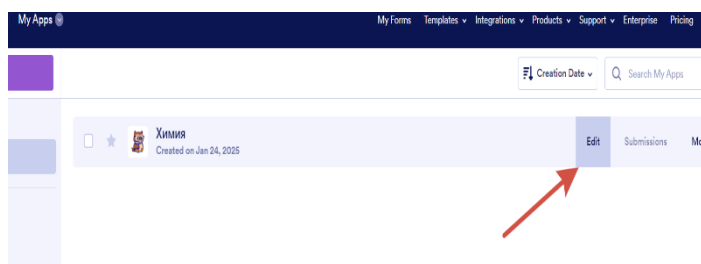 My Apps
My Forms Templates Integrations Products Support Enterprise Pricing
Creation Date
Search My Apps
Химия
Created on Jan 24, 2025
Edit Submissions